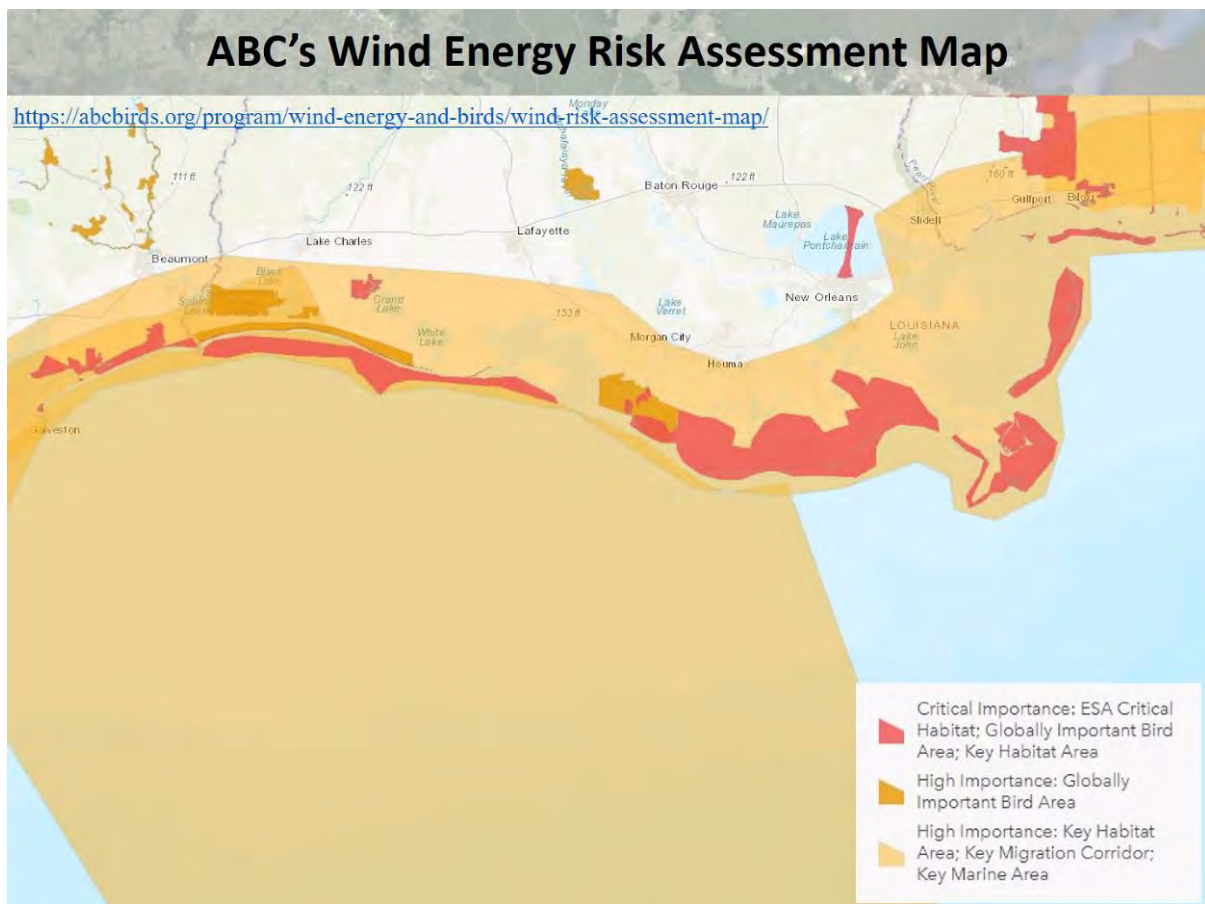 ABC's Wind Energy Risk Assessment Map
https://abcbirds.org/program/wind-energy-and-birds/wind-risk-assessment-map/
Monday
111 ft
122 ft
Baton Rouge
122 ft
Pearl River
160 ft
Gulfport
Lake
Maurepas
Slidell
Lafayette
Lake Charles
Lake
Beaumont
New Orleans
Grand
Lake
153 ft
Lake
Verret
LOUISIANA
Lake
John
White
Lake
Morgan City
Houma
Galveston
Critical Importance: ESA Critical
Habitat; Globally Important Bird
Area; Key Habitat Area
High Importance: Globally
Important Bird Area
High Importance: Key Habitat
Area; Key Migration Corridor;
Key Marine Area